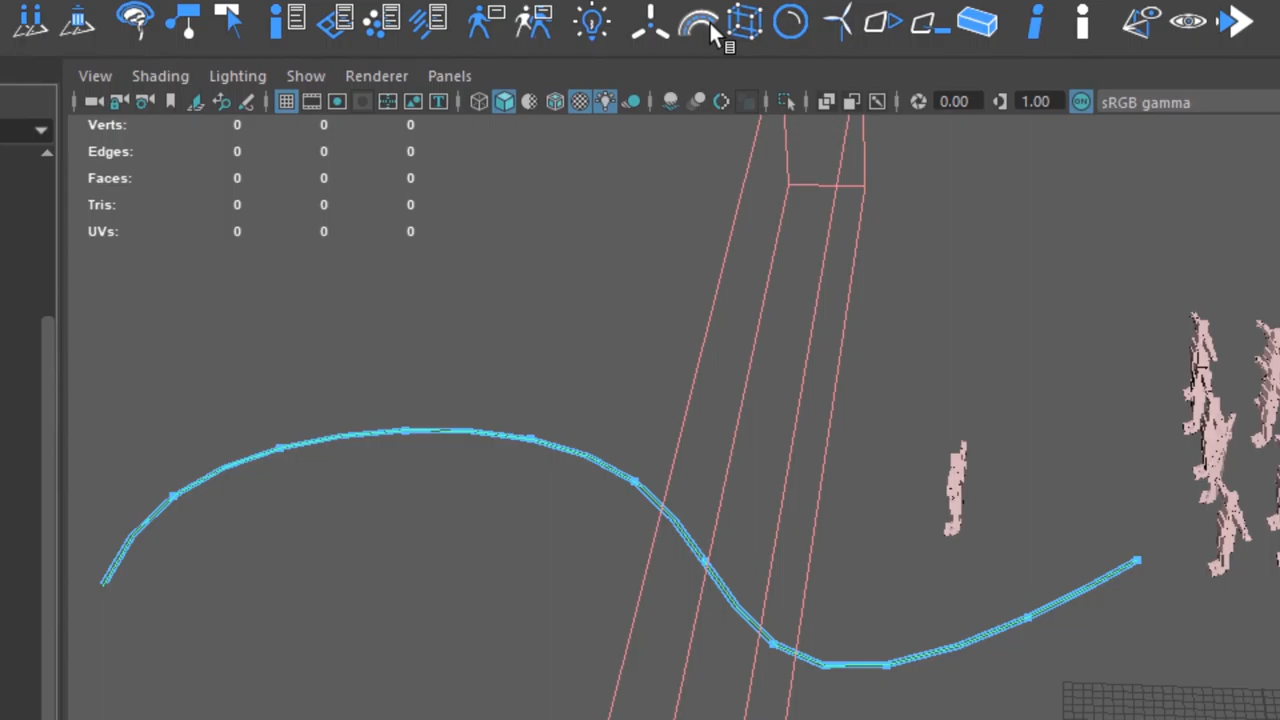 View Shading Lighting Show Renderer Panels
0.00 1.00 ON sRGB gamma
Verts: 0 0 0
Edges: 0 0 0
Faces: 0 0 0
Tris: 0 0 0
UVs: 0 0 0